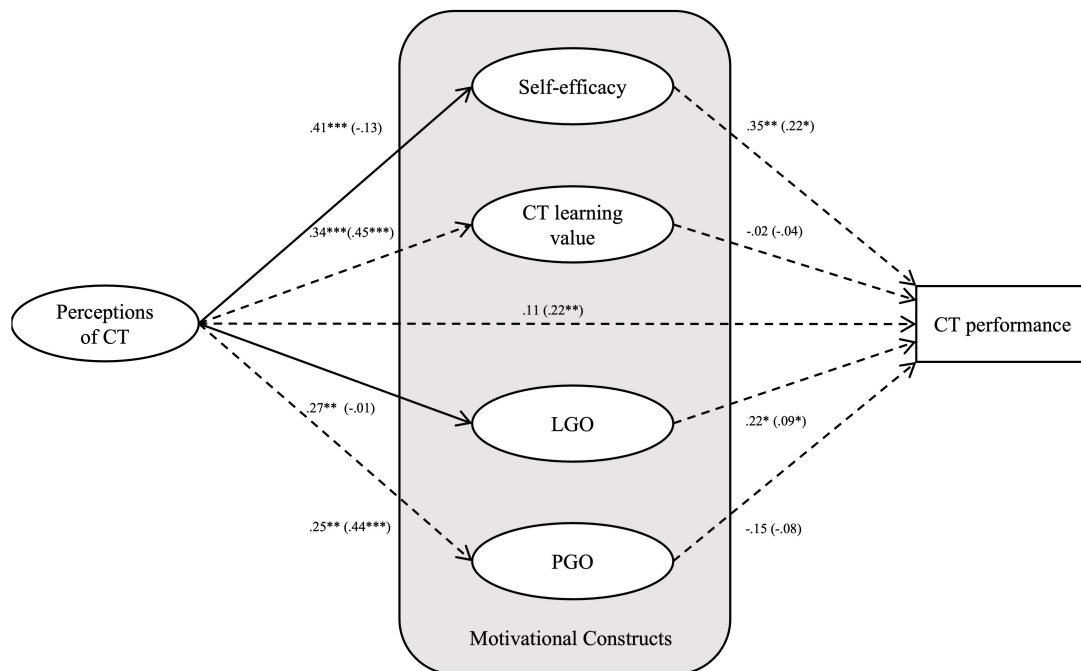 Self-efficacy
.41*** (-.13)
.35** (.22*)
CT learning
value
.34***(.45***)
-.02 (-.04)
Perceptions
of CT
.11 (.22**)
CT performance
.27**  (-.01)
LGO
.22* (.09*)
.25** (.44***)
-.15 (-.08)
PGO
Motivational Constructs